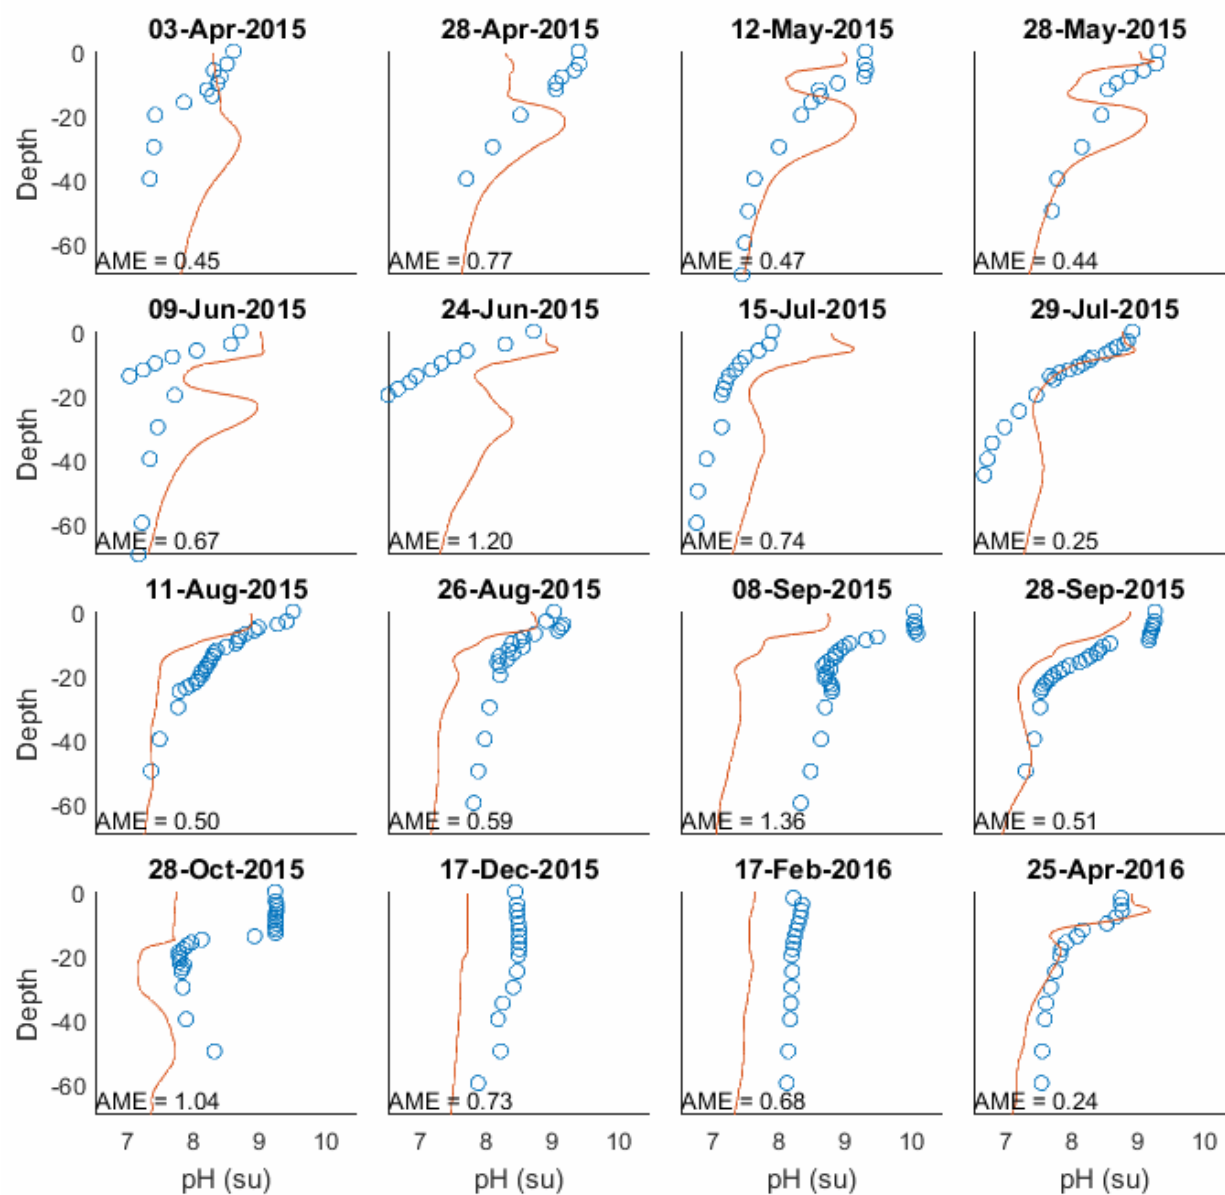 03-Apr-2015 28-Apr-2015 12-May-2015 28-May-2015
0
-20
-40
-60
Depth
AME = 0.45 AME = 0.77 AME = 0.47 AME = 0.44
09-Jun-2015 24-Jun-2015 15-Jul-2015 29-Jul-2015
0
-20
-40
-60
Depth
AME = 0.67 AME = 1.20 AME = 0.74 AME = 0.25
11-Aug-2015 26-Aug-2015 08-Sep-2015 28-Sep-2015
0
-20
-40
-60
Depth
AME = 0.50 AME = 0.59 AME = 1.36 AME = 0.51
28-Oct-2015 17-Dec-2015 17-Feb-2016 25-Apr-2016
0
-20
-40
-60
Depth
AME = 1.04 AME = 0.73 AME = 0.68 AME = 0.24
7 8 9 10 7 8 9 10 7 8 9 10 7 8 9 10
pH (su) pH (su) pH (su) pH (su)